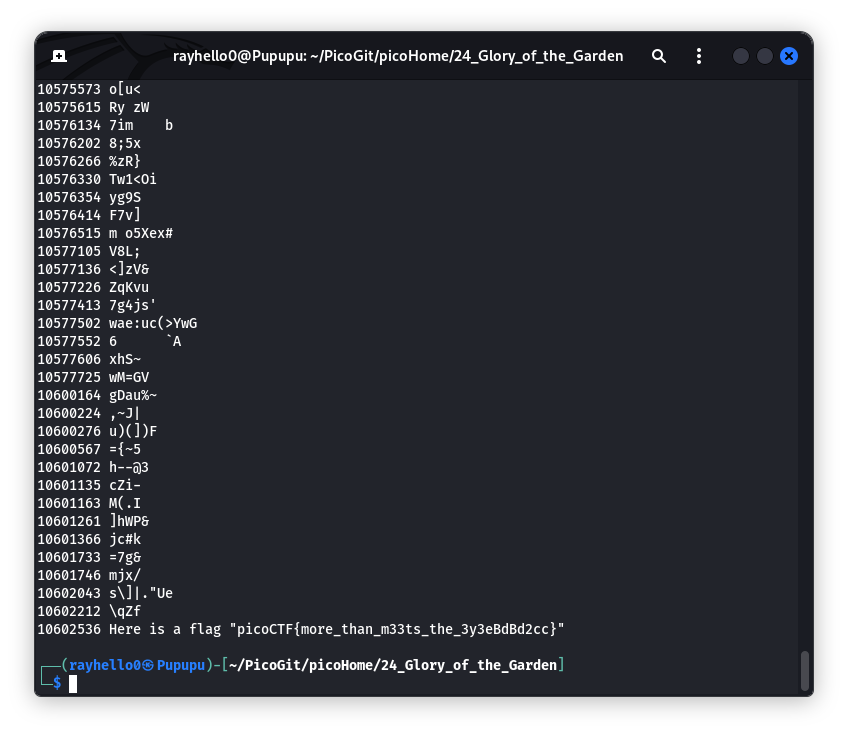 rayhello0@Pupupu: ~/PicoGit/picoHome/24_Glory_of_the_Garden
10575573 o[u<
10575615 Ry zW
10576134 7im    b
10576202 8;5x
10576266 %zR}
10576330 Tw1<Oi
10576354 yg9S
10576414 F7v]
10576515 m o5Xex#
10577105 V8L;
10577136 <]zV&
10577226 ZqKvu
10577413 7g4js'
10577502 wae:uc(>YwG
10577552 6      `A
10577606 xhS~
10577725 wM=GV
10600164 gDau%~
10600224 ,~J|
10600276 u)(])F
10600567 ={~5
10601072 h--@3
10601135 cZi-
10601163 M(.I
10601261 ]hWP&
10601366 jc#k
10601733 =7g&
10601746 mjx/
10602043 s\]|."Ue
10602212 \qZf
10602536 Here is a flag "picoCTF{more_than_m33ts_the_3y3eBdBd2cc}"
┌──(rayhello0㉿Pupupu)-[~/PicoGit/picoHome/24_Glory_of_the_Garden]
└─$